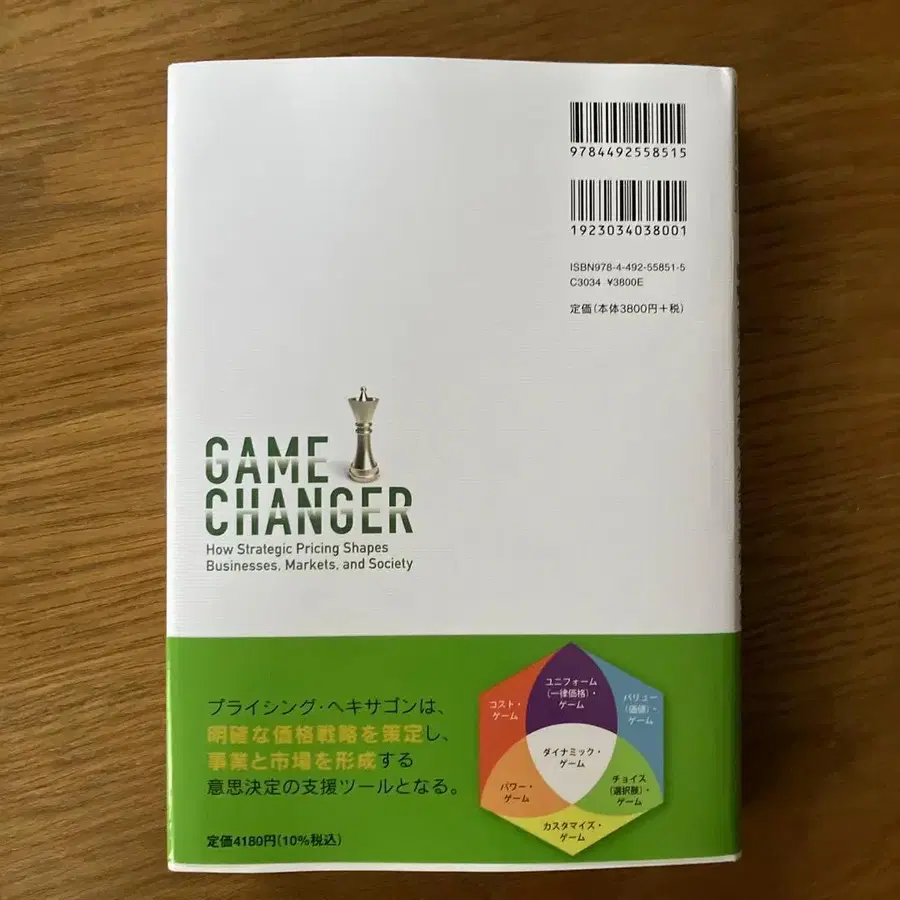 9784492558515
1923034038001
ISBN978-4-492-55851-5
C3034 ¥3800E
定価(本体3800円+税)
GAME
CHANGER
How Strategic Pricing Shapes
Businesses, Markets, and Society
プライシング・ヘキサゴンは、
明確な価格戦略を策定し、
事業と市場を形成する
意思決定の支援ツールとなる。
定価4180円(10%税込)
ユニフォーム
(一律価格)・
ゲーム
コスト・
ゲーム
バリュー
(価値)・
ゲーム
ダイナミック・
ゲーム
パワー・
ゲーム
チョイス
(選択肢)・
ゲーム
カスタマイズ・
ゲーム